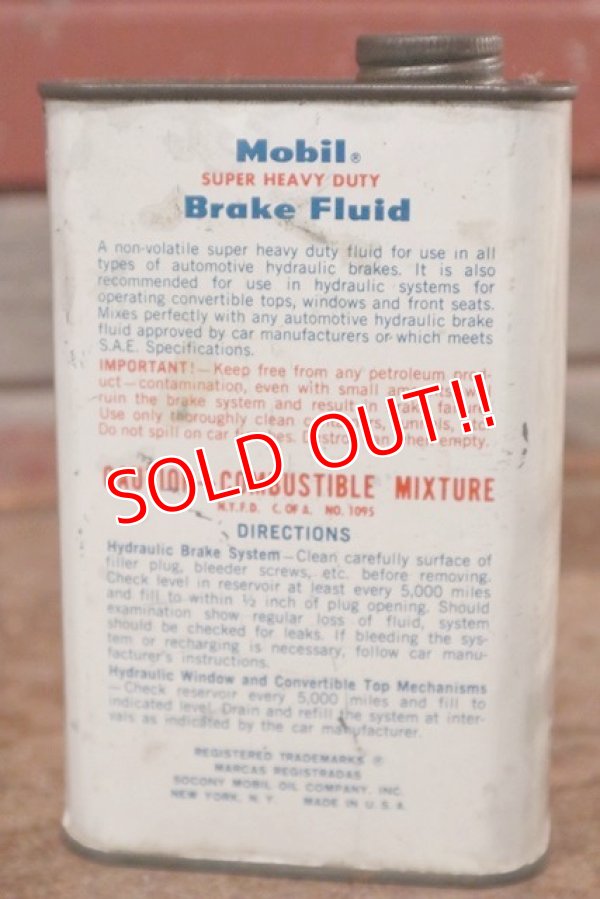 Mobil®
SUPER HEAVY DUTY
Brake Fluid
A non-volatile super heavy duty fluid for use in all
types of automotive hydraulic brakes. It is also
recommended for use in hydraulic systems for
operating convertible tops, windows and front seats.
Mixes perfectly with any automotive hydraulic brake
fluid approved by car manufacturers or which meets
S.A.E. Specifications.
IMPORTANT!—Keep free from any petroleum prod-
uct—contamination, even with small
ruin the brake system and result in brake failure.
Use only thoroughly clean
Do not spill on car when empty.
SOLD OUT!!
COMBUSTIBLE MIXTURE
N.Y.F.D. C. OF A. NO. 1095
DIRECTIONS
Hydraulic Brake System—Clean carefully surface of
filler plug, bleeder screws, etc. before removing.
Check level in reservoir at least every 5,000 miles
and fill to within ½ inch of plug opening. Should
examination show regular loss of fluid, system
should be checked for leaks. If bleeding the sys-
tem or recharging is necessary, follow car manu-
facturer's instructions.
Hydraulic Window and Convertible Top Mechanisms
—Check reservoir every 5,000 miles and fill to
indicated level. Drain and refill the system at inter-
vals as indicated by the car manufacturer.
REGISTERED TRADEMARKS ®
MARCAS REGISTRADAS
SOCONY MOBIL OIL COMPANY, INC.
NEW YORK, N. Y. MADE IN U. S. A.